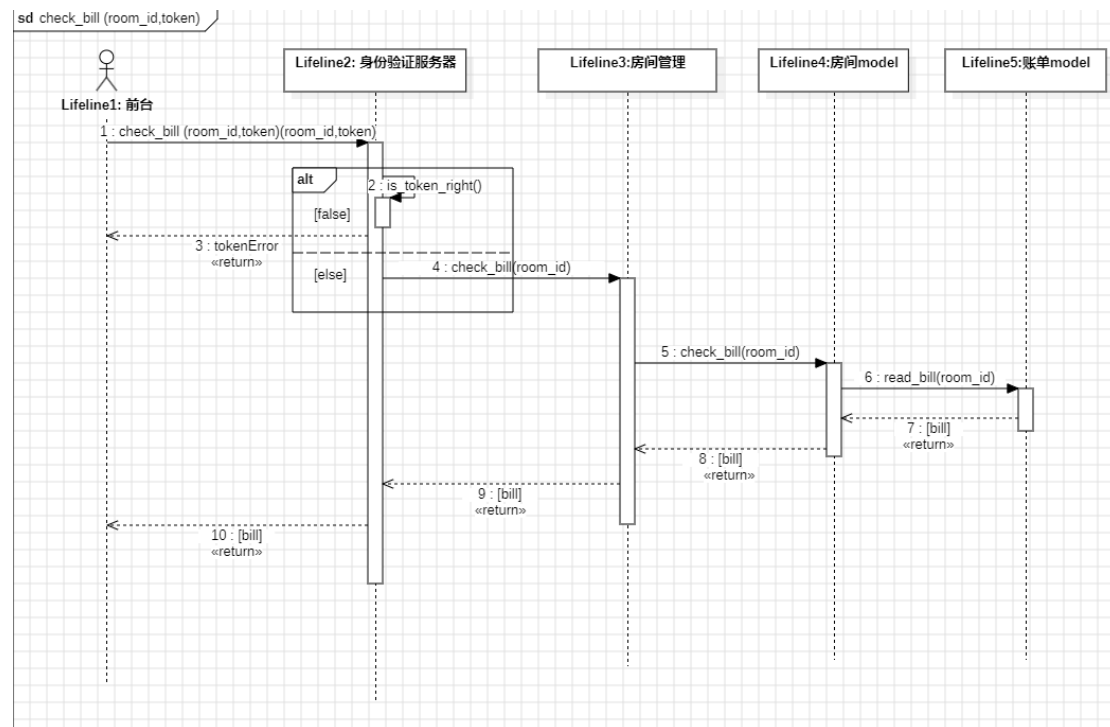 sd check_bill (room_id,token)
Lifeline1: 前台
Lifeline2: 身份验证服务器
Lifeline3:房间管理
Lifeline4:房间model
Lifeline5:账单model
1 : check_bill (room_id,token)(room_id,token)
alt
2 : is_token_right()
[false]
3 : tokenError
«return»
[else]
4 : check_bill(room_id)
5 : check_bill(room_id)
6 : read_bill(room_id)
7 : [bill]
«return»
8 : [bill]
«return»
9 : [bill]
«return»
10 : [bill]
«return»